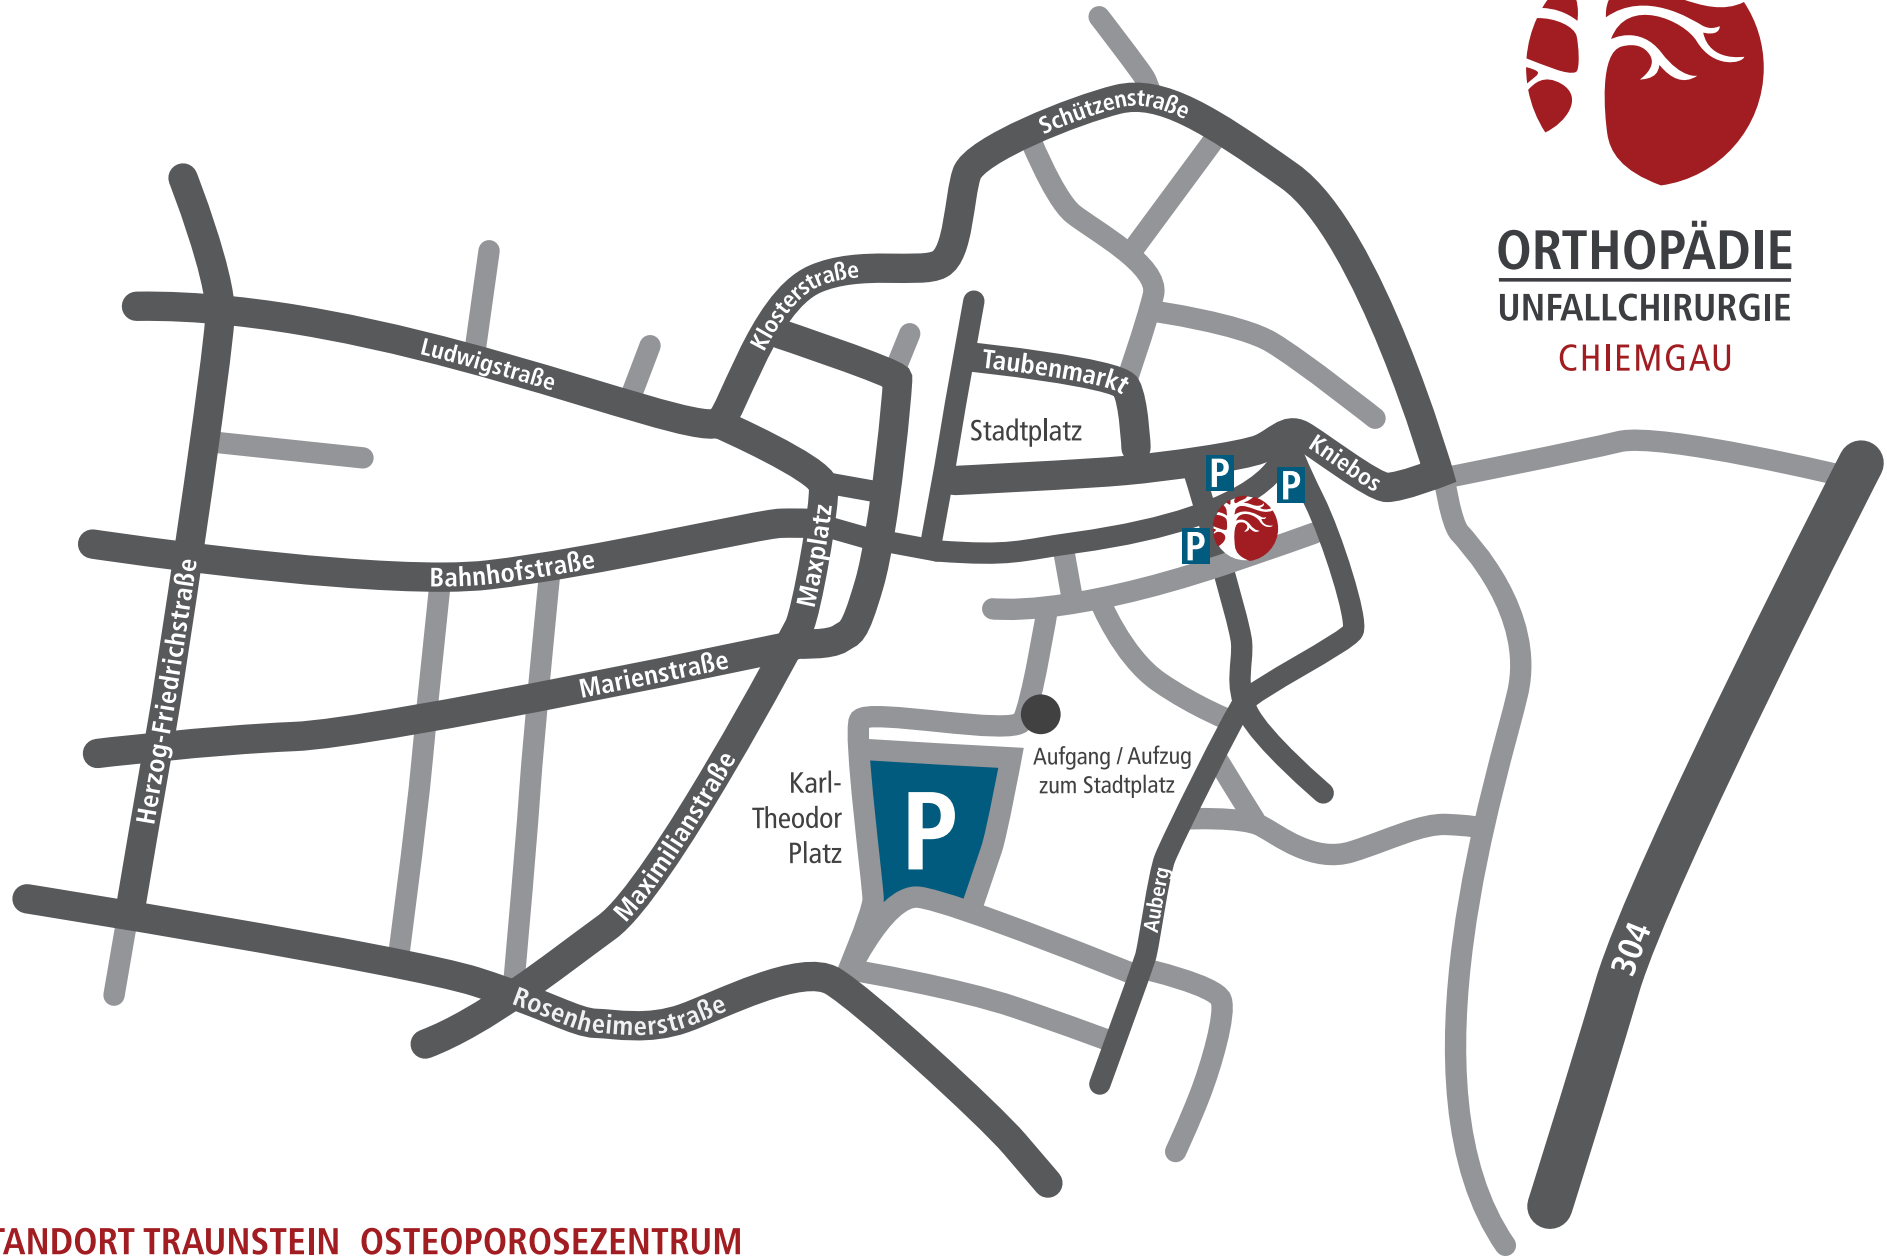 ORTHOPÄDIE
UNFALLCHIRURGIE
CHIEMGAU
Schützenstraße
Klosterstraße
Ludwigstraße
Taubenmarkt
Stadtplatz
Kniebos
P
P
P
Maxplatz
Bahnhofstraße
Herzog-Friedrichstraße
Marienstraße
Maximilianstraße
Karl-
Theodor
Platz
P
Aufgang / Aufzug
zum Stadtplatz
Auberg
304
Rosenheimerstraße
TANDORT TRAUNSTEIN OSTEOPOROSEZENTRUM